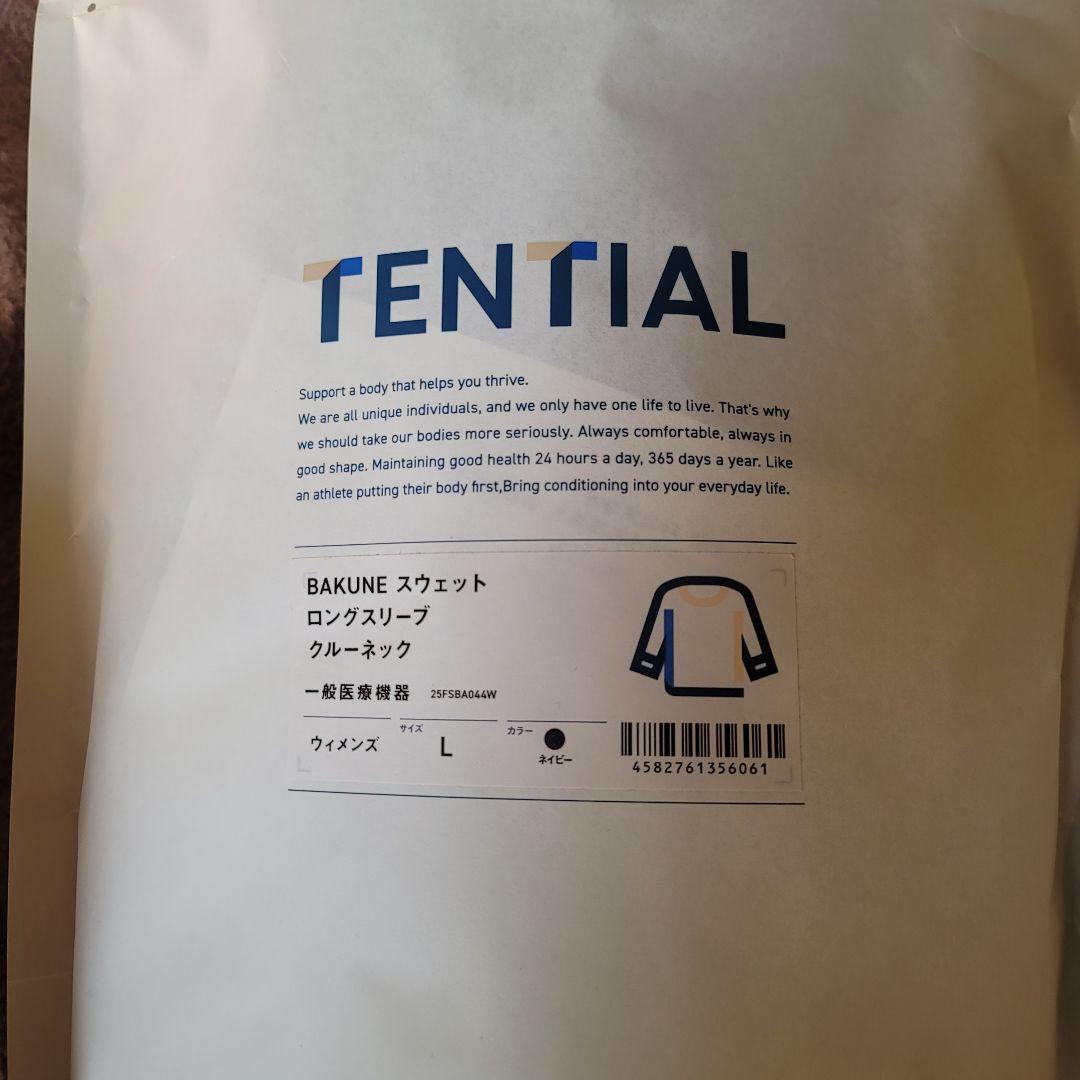 TENTIAL
Support a body that helps you thrive.
We are all unique individuals, and we only have one life to live. That's why
we should take our bodies more seriously. Always comfortable, always in
good shape. Maintaining good health 24 hours a day, 365 days a year. Like
an athlete putting their body first,Bring conditioning into your everyday life.
BAKUNE スウェット
ロングスリーブ
クルーネック
一般医療機器 25FSBA044W
ウィメンズ
サイズ
L
カラー
ネイビー
4582761356061